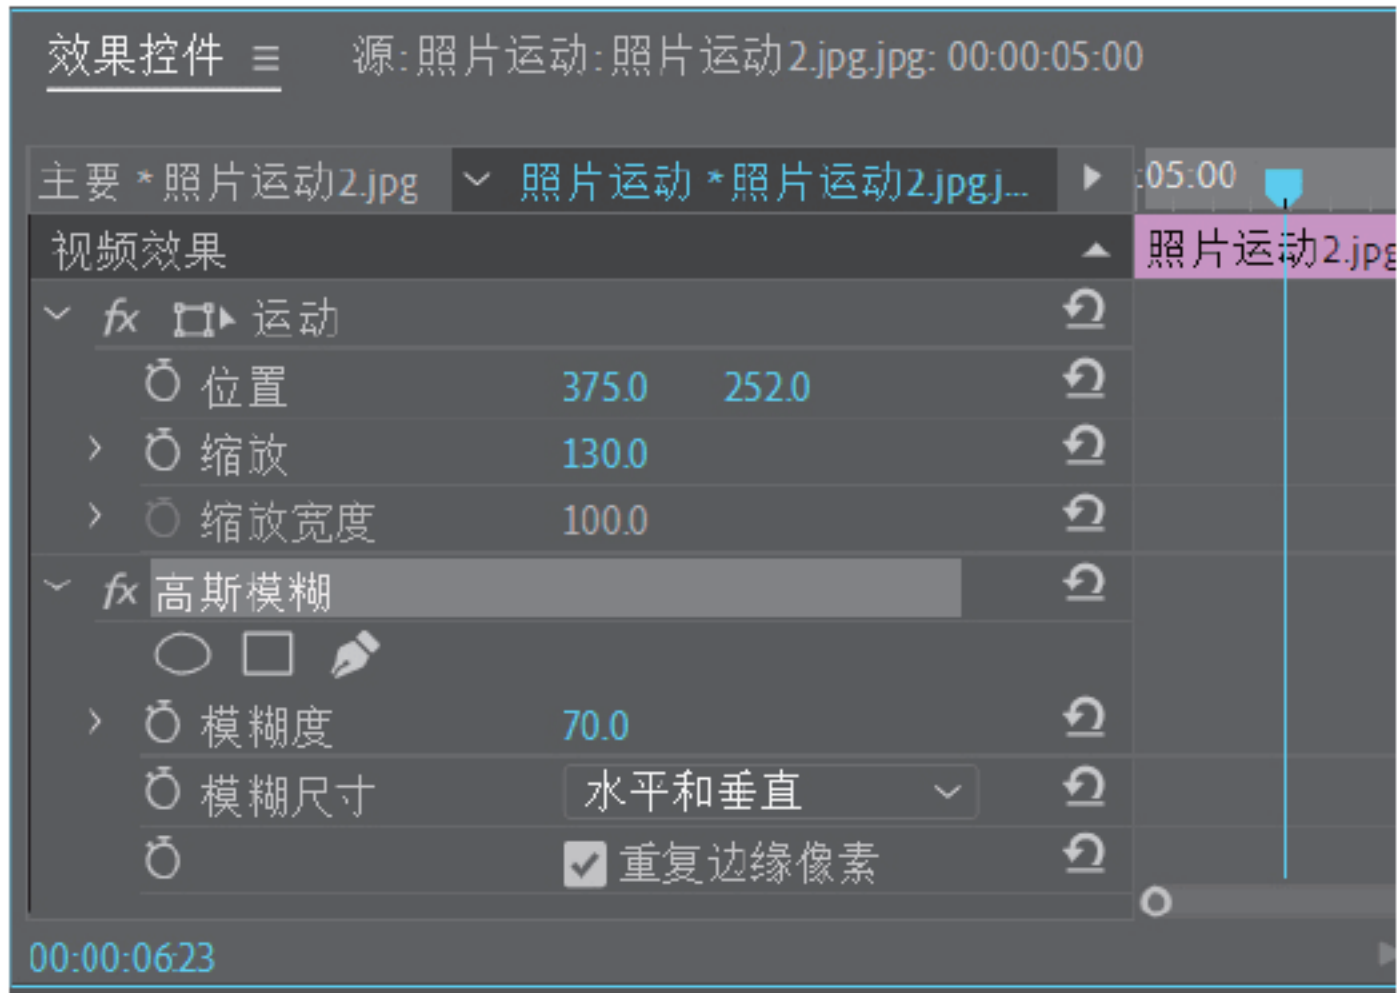 效果控件 源:照片运动:照片运动2.jpg.jpg: 00:00:05:00
主要 *照片运动2.jpg 照片运动 *照片运动2.jpg.j... :05:00
视频效果 照片运动2.jpg
fx 运动
位置 375.0 252.0
缩放 130.0
缩放宽度 100.0
fx 高斯模糊
模糊度 70.0
模糊尺寸 水平和垂直
重复边缘像素
00:00:06:23